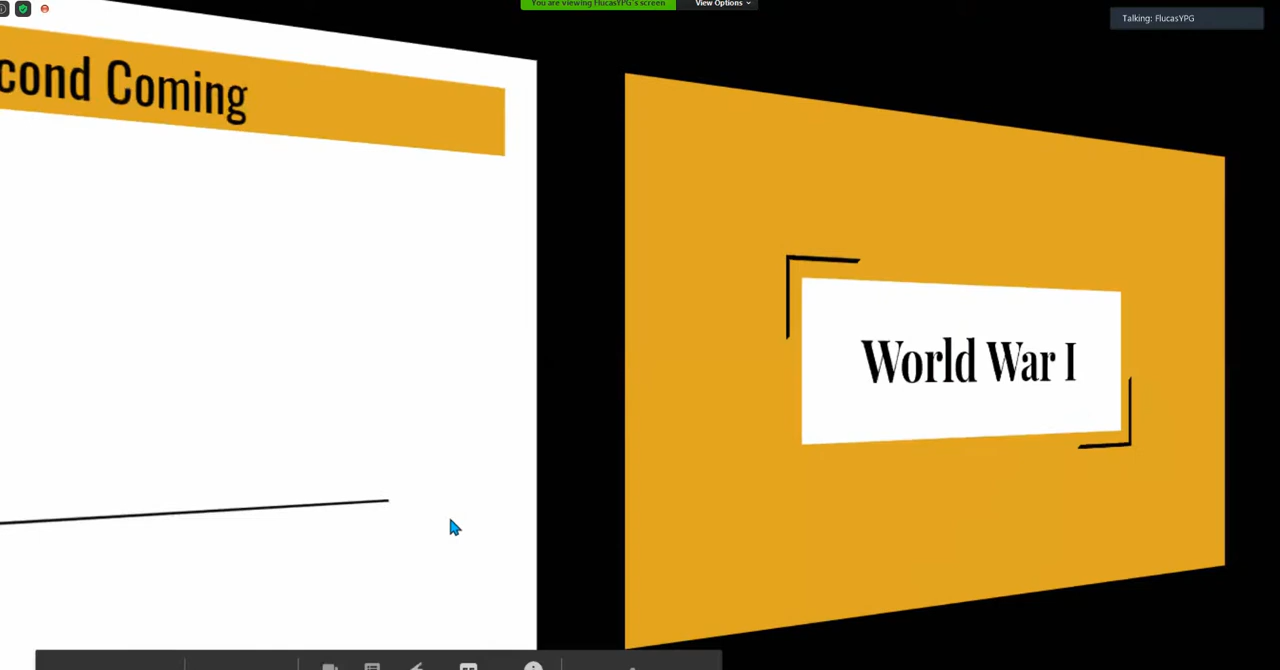 You are viewing FlucasYPG's screen
View Options
Talking: FlucasYPG
cond Coming
World War I